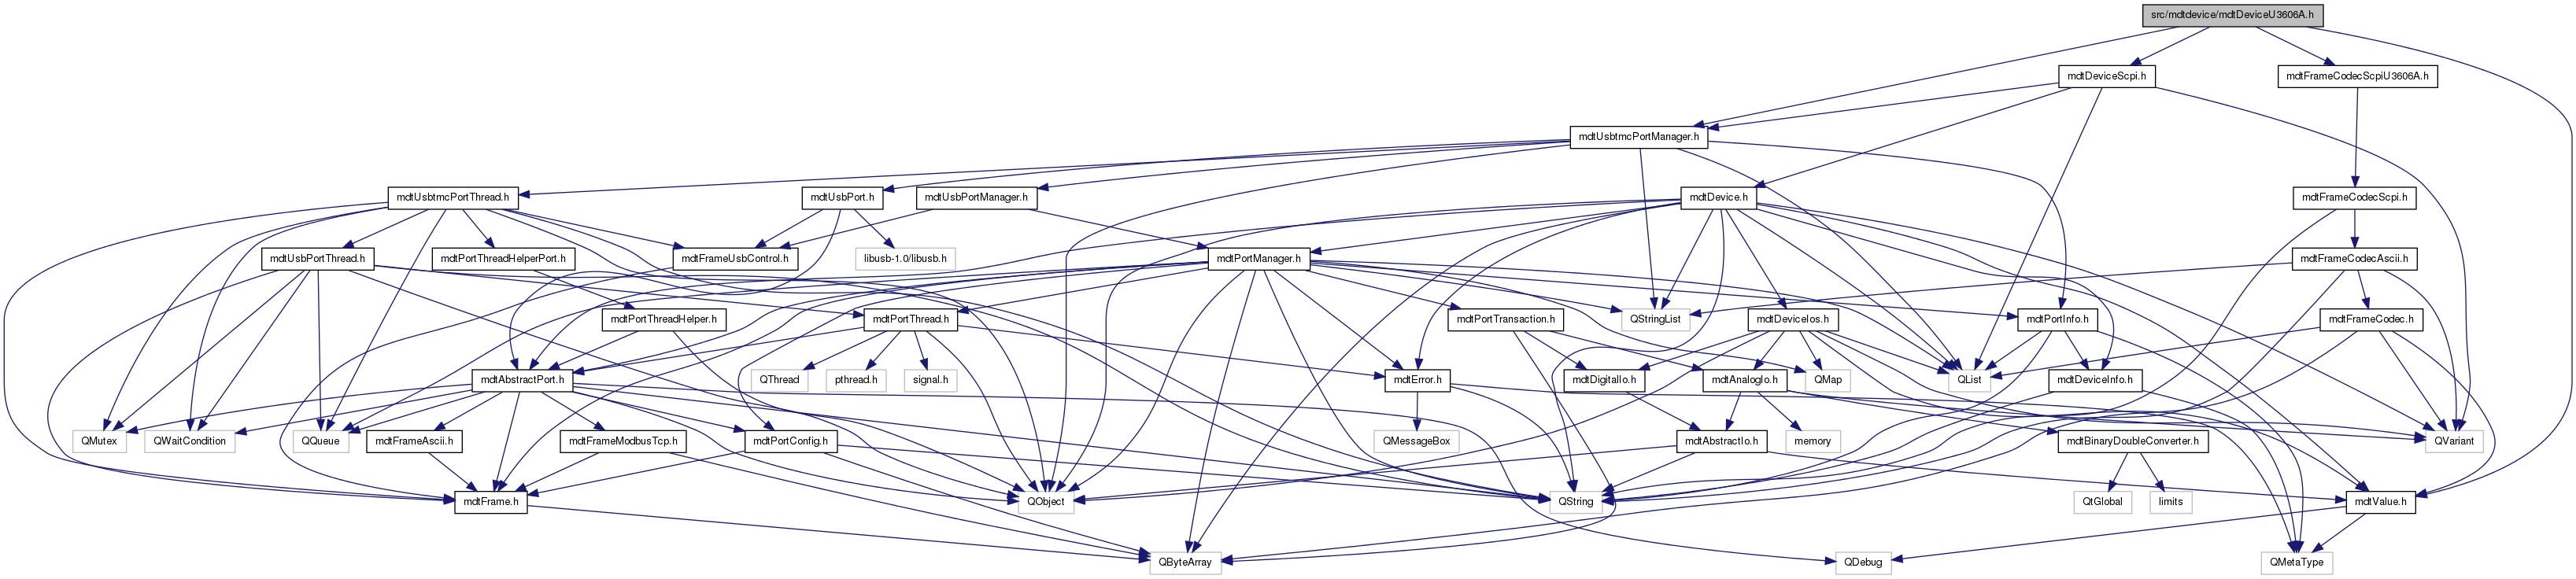 src/mdtdevice/mdtDeviceU3606A.h
mdtDeviceScpi.h
mdtFrameCodecScpiU3606A.h
mdtUsbtmcPortManager.h
mdtUsbtmcPortThread.h
mdtUsbPort.h
mdtUsbPortManager.h
mdtDevice.h
mdtFrameCodecScpi.h
mdtUsbPortThread.h
mdtPortThreadHelperPort.h
mdtFrameUsbControl.h
libusb-1.0/libusb.h
mdtPortManager.h
mdtFrameCodecAscii.h
mdtPortThreadHelper.h
mdtPortThread.h
QStringList
mdtPortTransaction.h
mdtDeviceIos.h
mdtPortInfo.h
mdtFrameCodec.h
mdtAbstractPort.h
QThread
pthread.h
signal.h
mdtError.h
mdtDigitalIo.h
mdtAnalogIo.h
QMap
QList
mdtDeviceInfo.h
QMutex
QWaitCondition
QQueue
mdtFrameAscii.h
mdtFrameModbusTcp.h
mdtPortConfig.h
QMessageBox
mdtAbstractIo.h
memory
mdtBinaryDoubleConverter.h
QVariant
mdtFrame.h
QObject
QString
QtGlobal
limits
mdtValue.h
QByteArray
QDebug
QMetaType